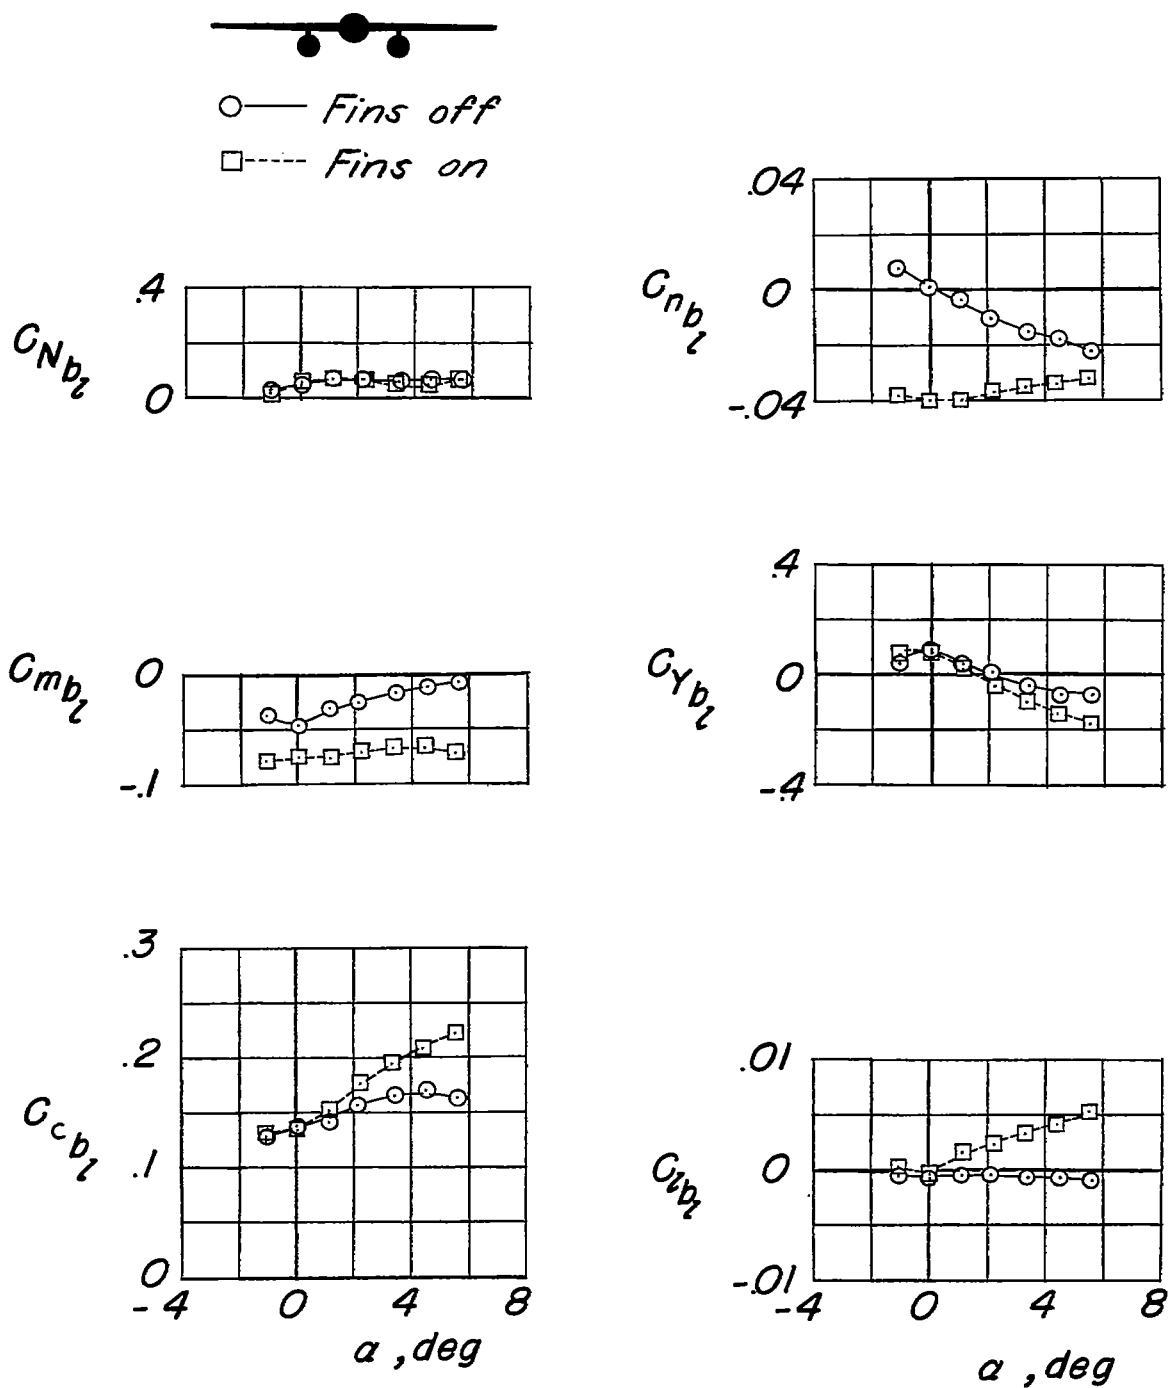 Fins off
Fins on
.4
C_{N_{b_l}}
0
0
C_{m_{b_l}}
-.1
.3
.2
C_{c_{b_l}}
.1
0
-4 0 4 8
α, deg
.04
C_{n_{b_l}}
0
-.04
.4
C_{Y_{b_l}}
0
-.4
.01
C_{l_{b_l}}
0
-.01
-4 0 4 8
α, deg